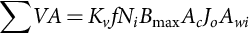 ∑VA = K_v f N_i B_max A_c J_o A_wi